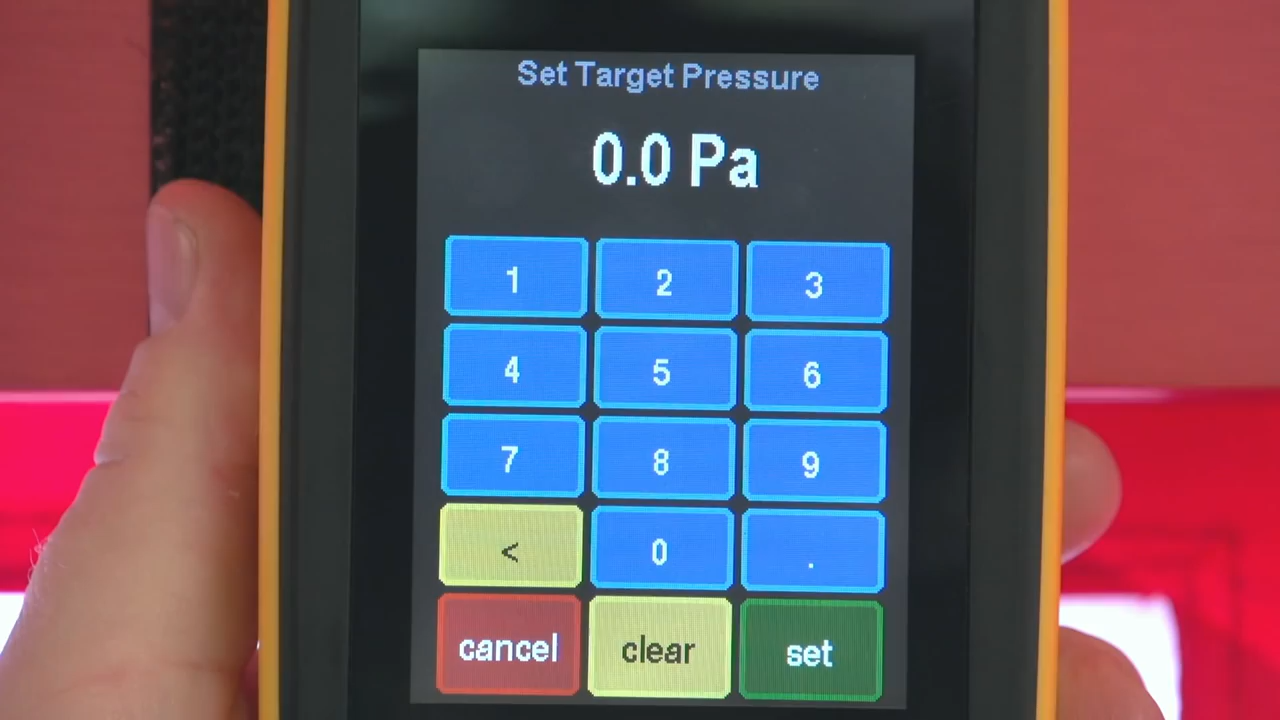 Set Target Pressure
0.0 Pa
1 2 3
4 5 6
7 8 9
< 0 .
cancel clear set